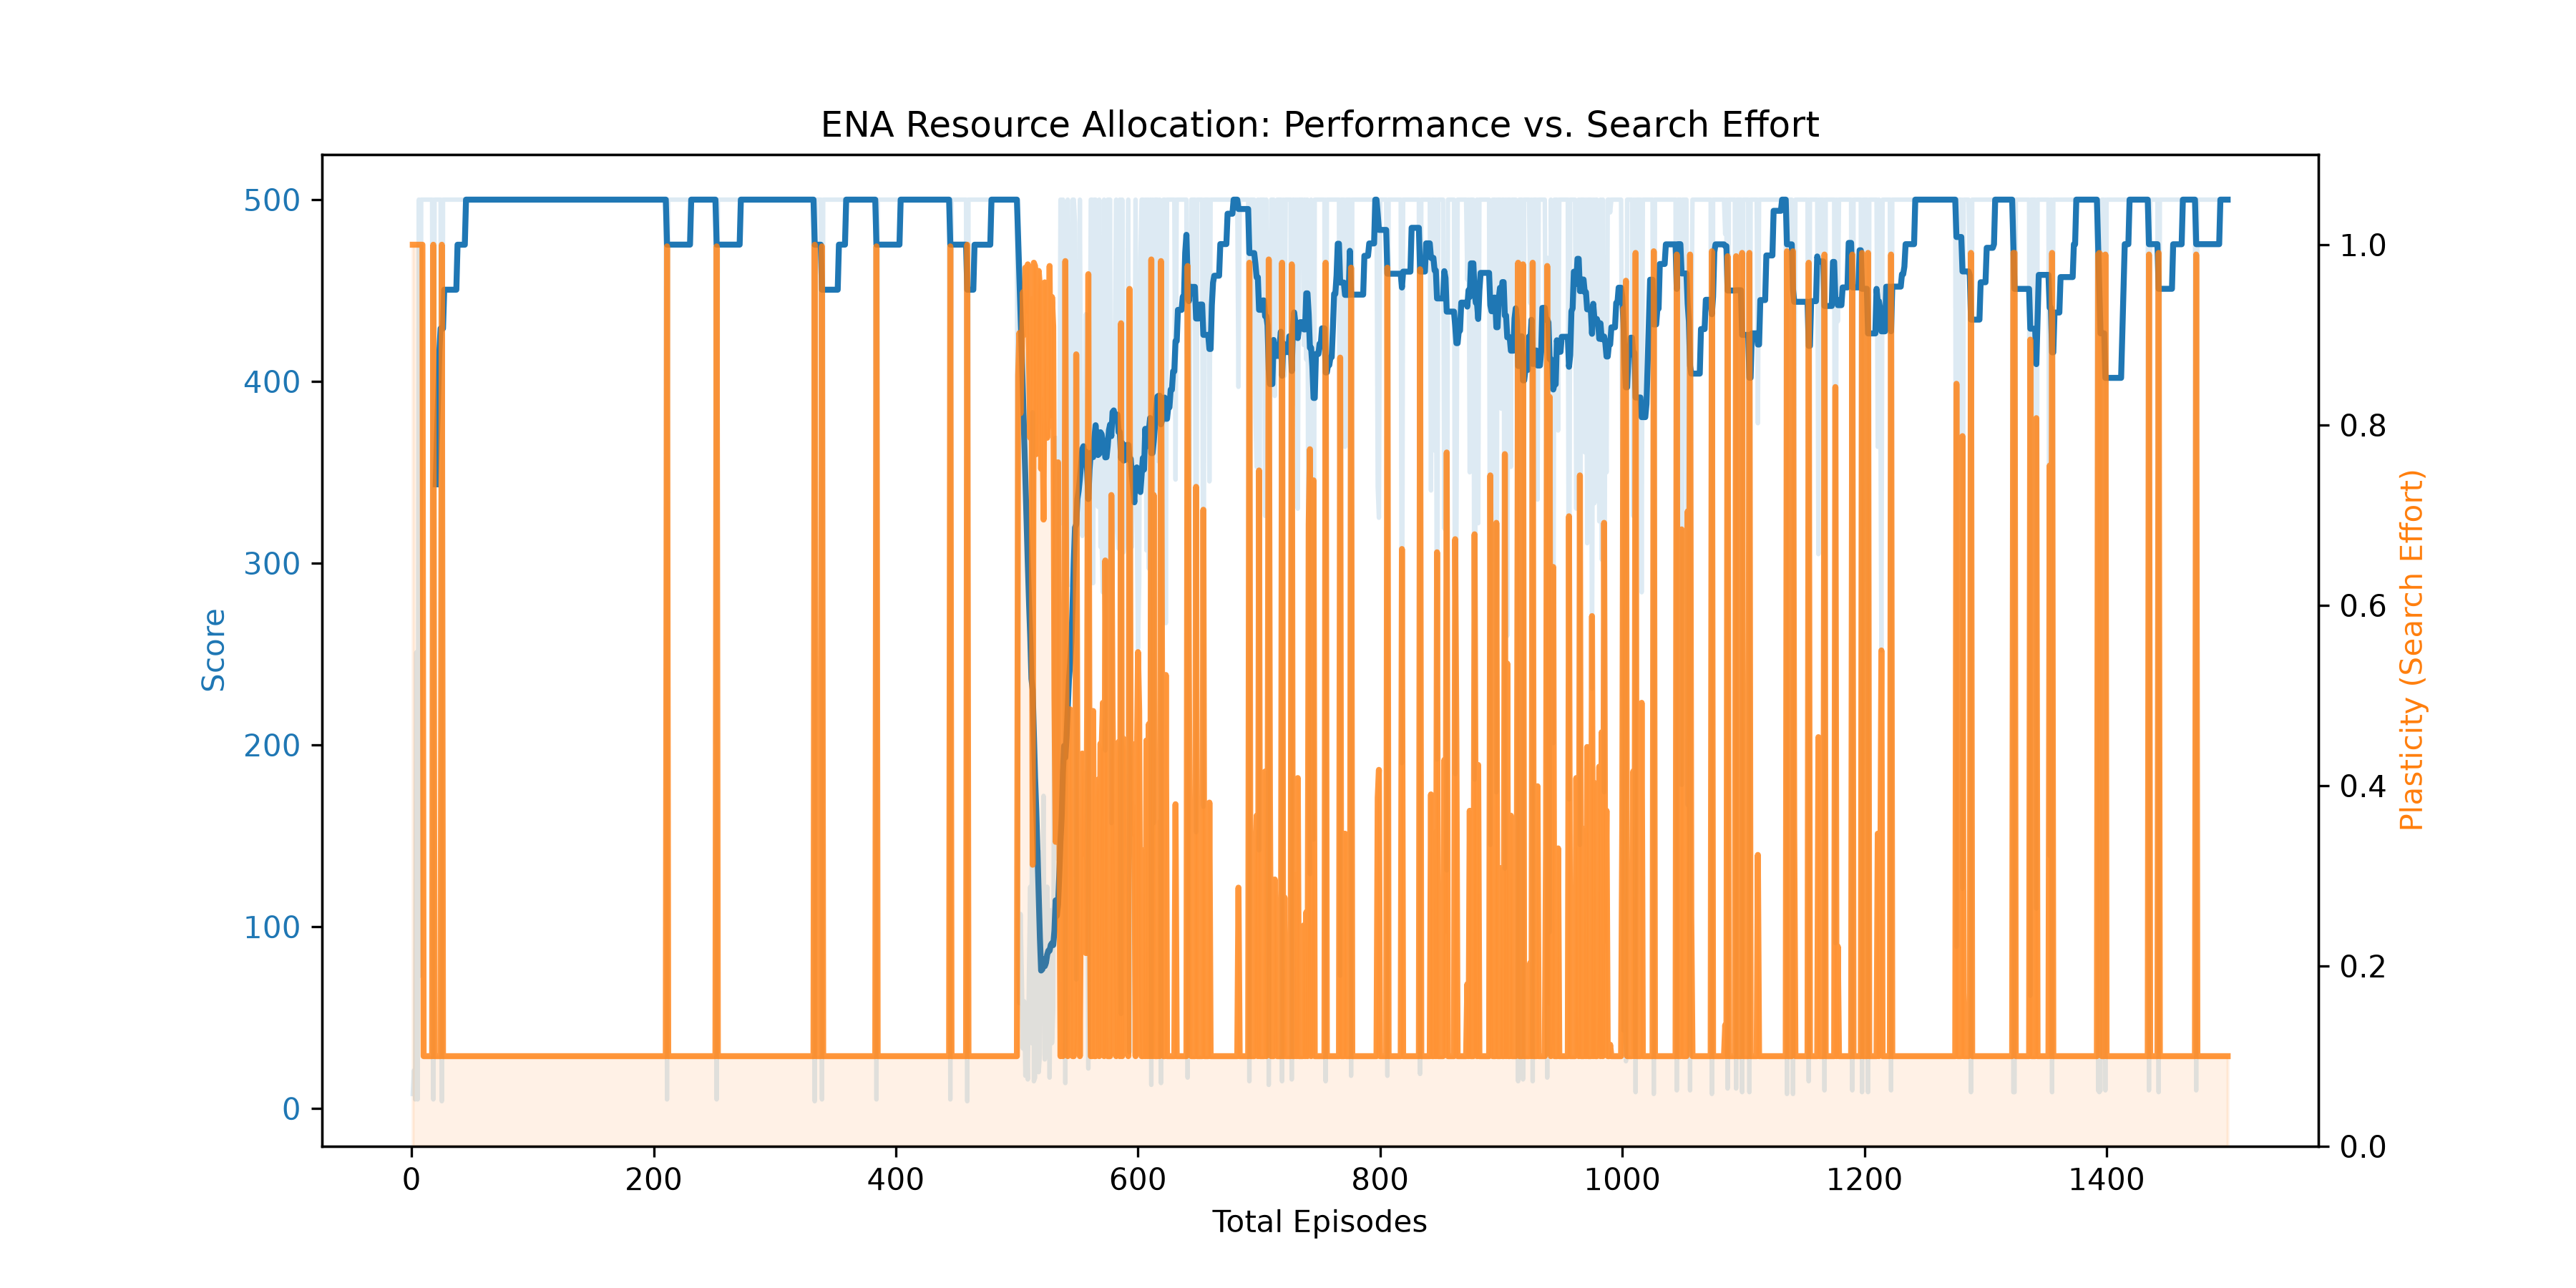 ENA Resource Allocation: Performance vs. Search Effort
500
400
300
200
100
0
Score
1.0
0.8
0.6
0.4
0.2
0.0
Plasticity (Search Effort)
0 200 400 600 800 1000 1200 1400
Total Episodes